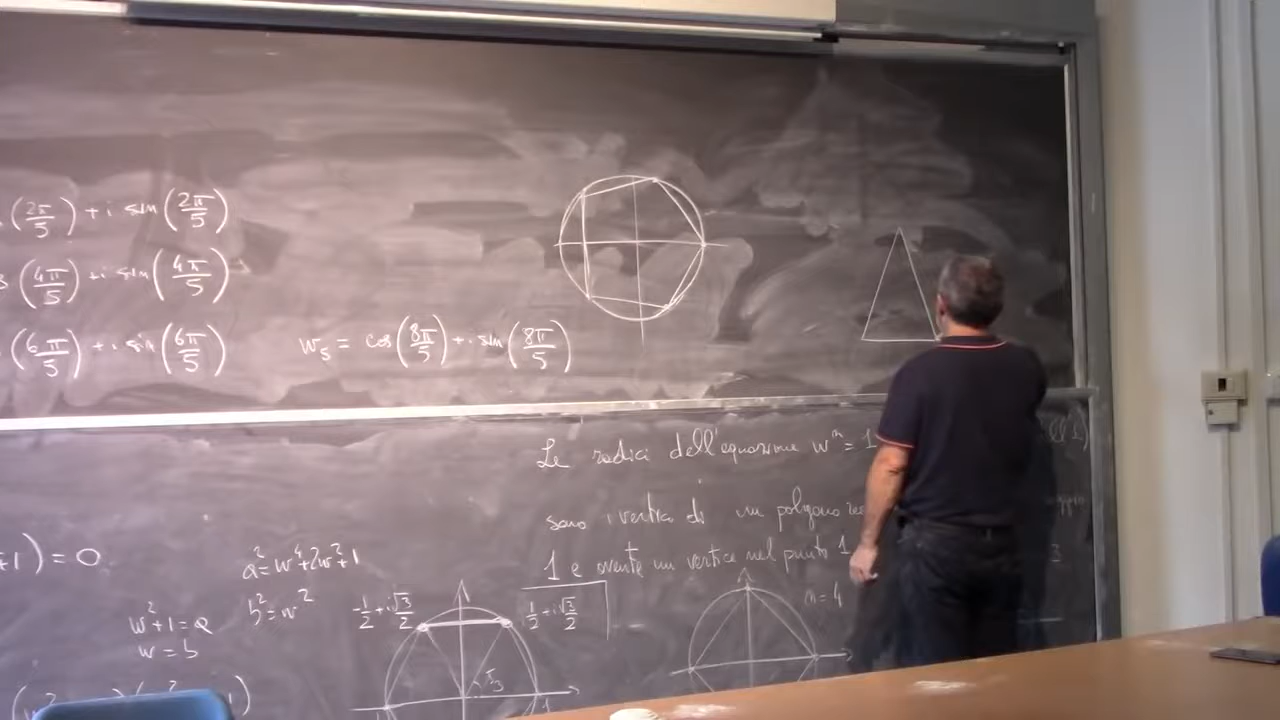 (2π/5) + i sin(2π/5)
(4π/5) + i sin(4π/5)
(6π/5) + i sin(6π/5)
w₅ = cos(8π/5) + i sin(8π/5)
Le radici dell'equazione wⁿ = 1
sono i vertici di un polygono
1 e avente un vertice nel punto 1
3
n=4
+1) = 0
a² = w⁴+2w²+1
b² = w²
w²+1 = a
w = b
-1/2 + i√3/2
1/2 + i√3/2
π/3
1